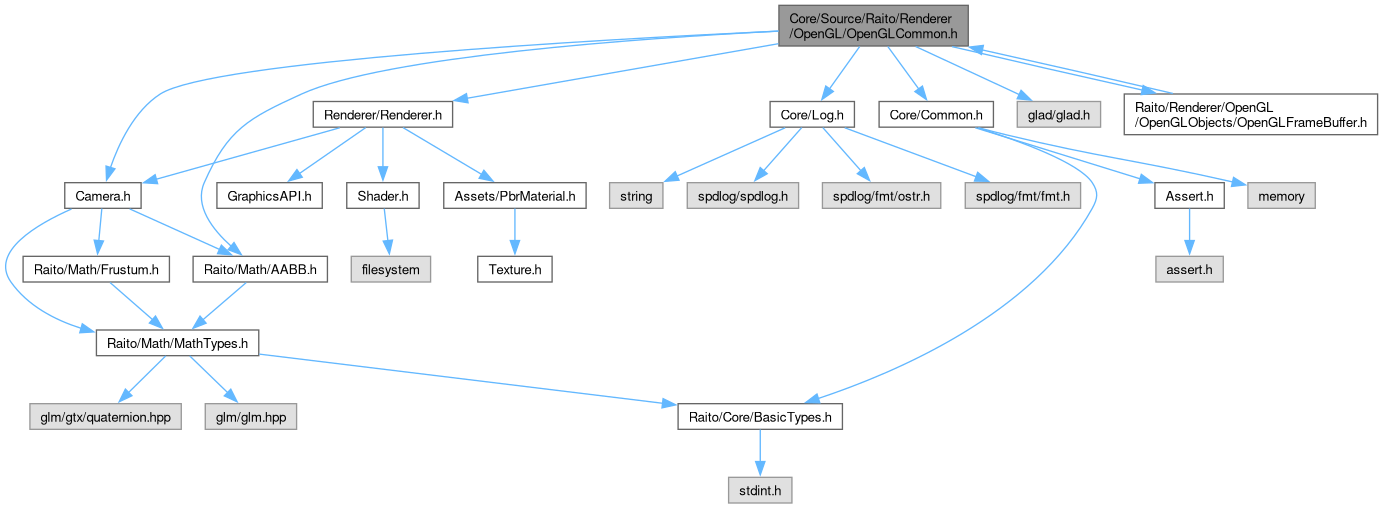 Core/Source/Raito/Renderer
/OpenGL/OpenGLCommon.h
Renderer/Renderer.h
Core/Log.h
Core/Common.h
glad/glad.h
Raito/Renderer/OpenGL
/OpenGLObjects/OpenGLFrameBuffer.h
Camera.h
GraphicsAPI.h
Shader.h
Assets/PbrMaterial.h
string
spdlog/spdlog.h
spdlog/fmt/ostr.h
spdlog/fmt/fmt.h
Assert.h
memory
Raito/Math/Frustum.h
Raito/Math/AABB.h
filesystem
Texture.h
assert.h
Raito/Math/MathTypes.h
glm/gtx/quaternion.hpp
glm/glm.hpp
Raito/Core/BasicTypes.h
stdint.h